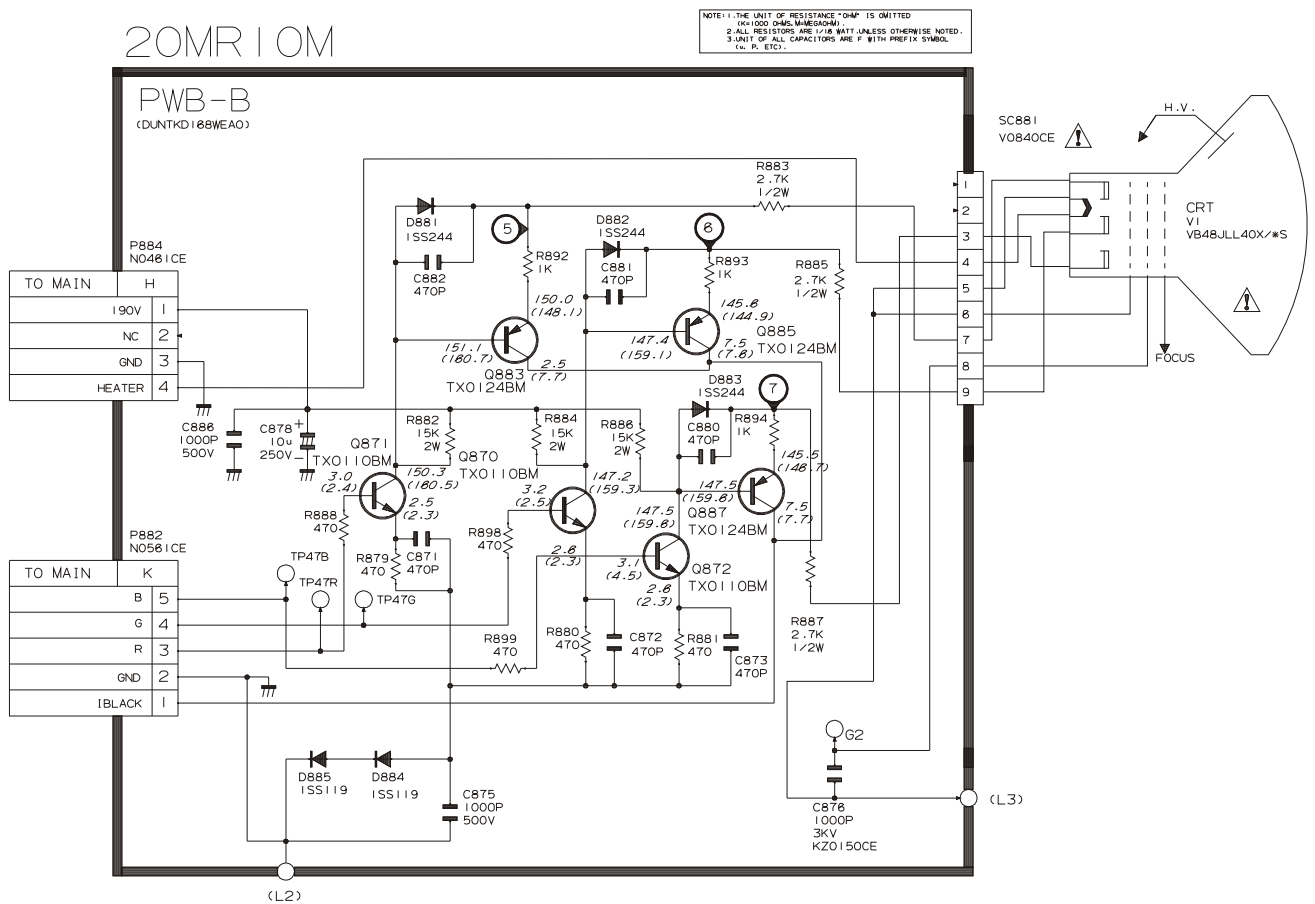 NOTE: 1. THE UNIT OF RESISTANCE "OHM" IS OMITTED
(K=1000 OHMS, M=MEGAOHM).
2. ALL RESISTORS ARE 1/16 WATT, UNLESS OTHERWISE NOTED.
3. UNIT OF ALL CAPACITORS ARE F WITH PREFIX SYMBOL
(u, P, ETC).
20MR10M
PWB-B
(DUNTKD168WEA0)
SC881
V0840CE
H.V.
CRT
V1
VB48JLL40X/*S
FOCUS
1
2
3
4
5
6
7
8
9
P884
N0461CE
TO MAIN H
190V 1
NC 2
GND 3
HEATER 4
P882
N0561CE
TO MAIN K
B 5
G 4
R 3
GND 2
IBLACK 1
R883
2.7K
1/2W
D881
1SS244
C882
470P
5
R892
1K
150.0
(148.1)
151.1
(160.7)
2.5
(7.7)
Q883
TX0124BM
D882
1SS244
C881
470P
6
R893
1K
R885
2.7K
1/2W
145.6
(144.9)
147.4
(159.1)
7.5
(7.6)
Q885
TX0124BM
D883
1SS244
C880
470P
7
R894
1K
145.5
(146.7)
147.5
(159.6)
7.5
(7.7)
Q887
TX0124BM
C886
1000P
500V
C878
10u
250V
+
-
R882
15K
2W
R884
15K
2W
R886
15K
2W
Q871
TX0110BM
3.0
(2.4)
150.3
(160.5)
2.5
(2.3)
Q870
TX0110BM
3.2
(2.5)
147.2
(159.3)
2.6
(2.3)
147.5
(159.6)
3.1
(4.5)
2.6
(2.3)
Q872
TX0110BM
R888
470
R879
470
C871
470P
R898
470
TP47B
TP47R
TP47G
R899
470
R880
470
C872
470P
R881
470
C873
470P
R887
2.7K
1/2W
D885
1SS119
D884
1SS119
C875
1000P
500V
G2
C876
1000P
3KV
KZ0150CE
(L3)
(L2)